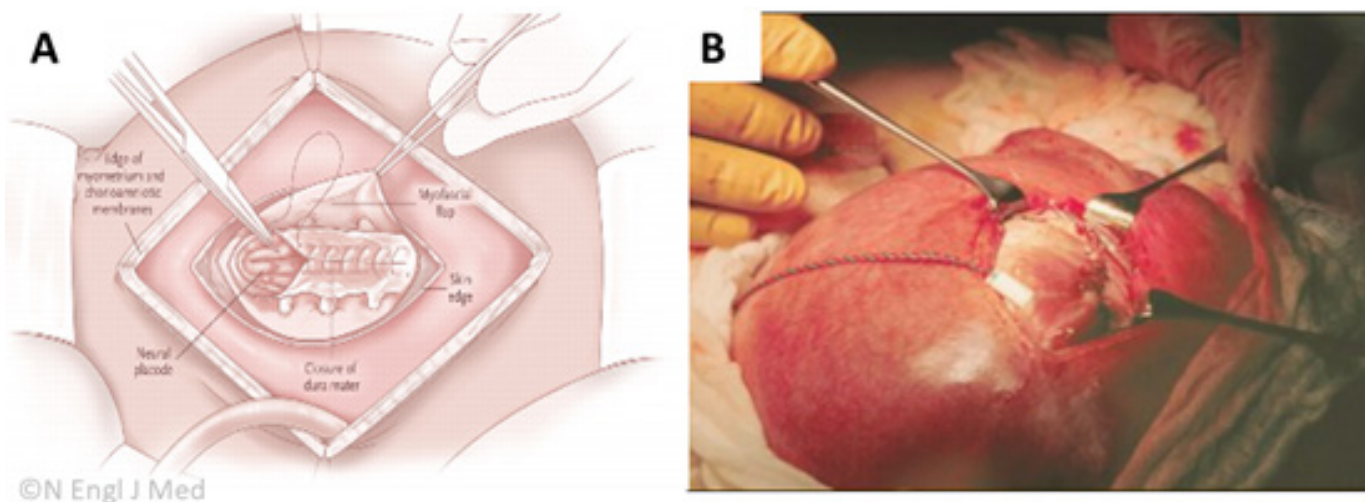 A
B
Edge of
myometrium and
chorioamniotic
membranes
Myofascial
flap
Skin
edge
Neural
placode
Closure of
dura mater
©N Engl J Med